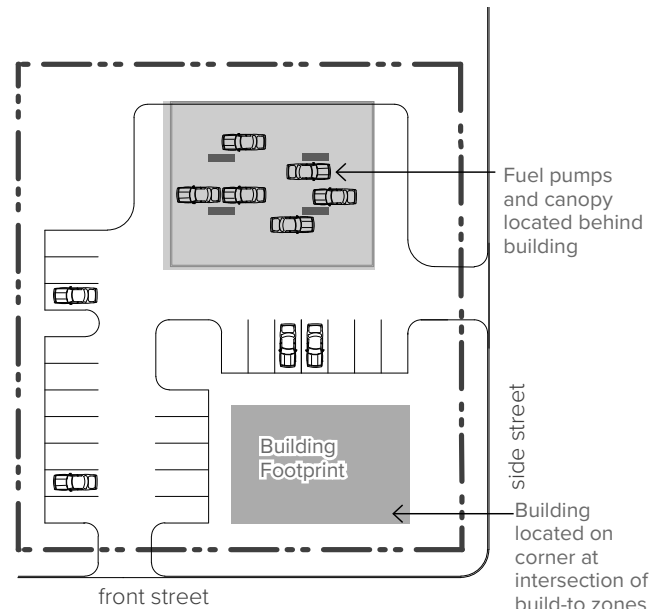 Fuel pumps
and canopy
located behind
building
Building
Footprint
side street
Building
located on
corner at
intersection of
build-to zones
front street